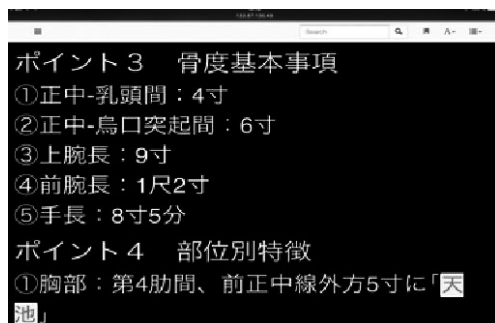 Search
A-
ポイント3 骨度基本事項
①正中-乳頭間：4寸
②正中-烏口突起間：6寸
③上腕長：9寸
④前腕長：1尺2寸
⑤手長：8寸5分
ポイント4 部位別特徴
①胸部：第4肋間、前正中線外方5寸に「天
池」